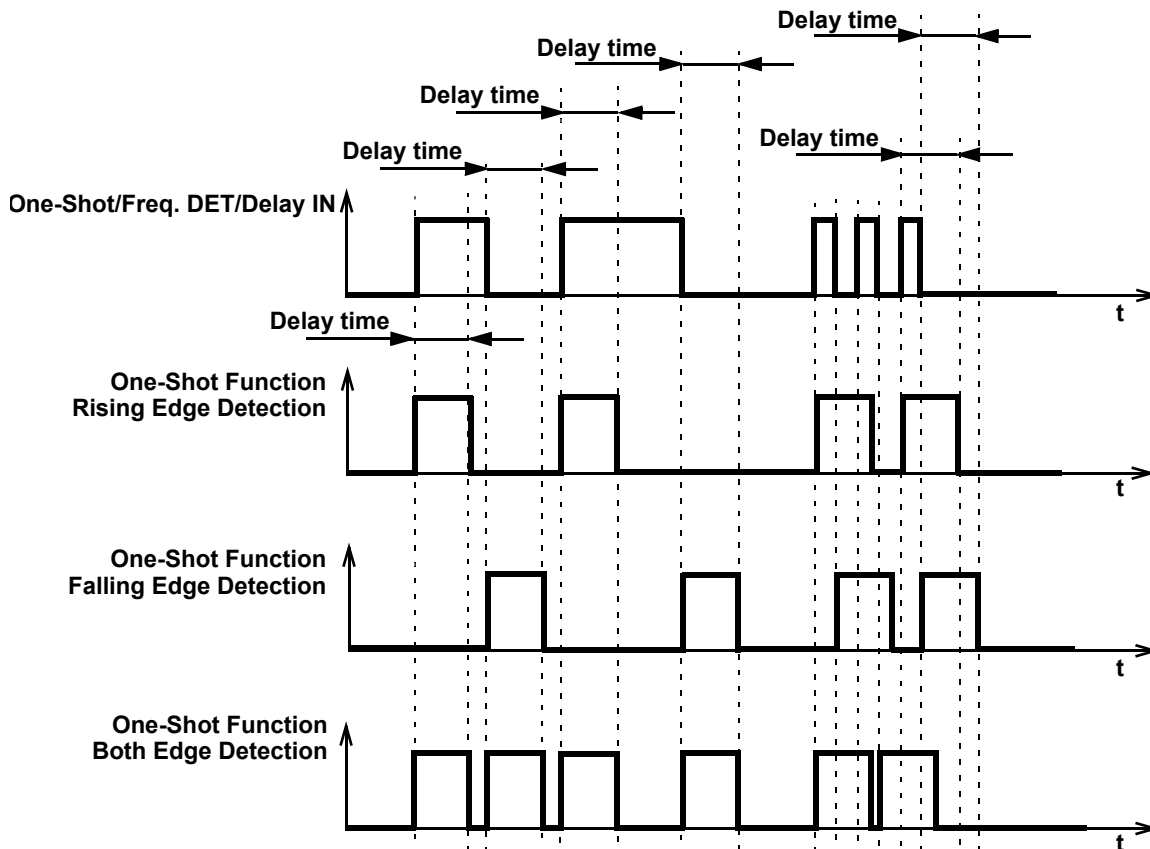 Delay time
Delay time
Delay time
Delay time
Delay time
One-Shot/Freq. DET/Delay IN
t
Delay time
One-Shot Function
Rising Edge Detection
t
One-Shot Function
Falling Edge Detection
t
One-Shot Function
Both Edge Detection
t